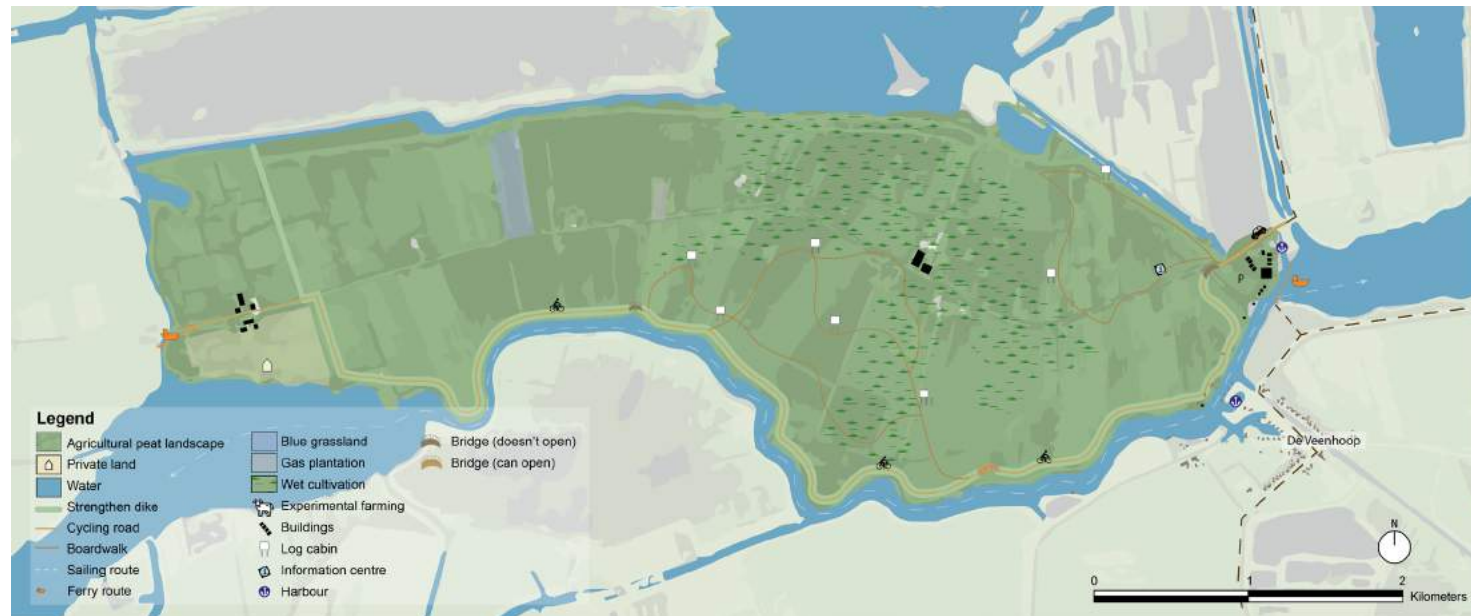 De Veenhoop
P
Legend
Agricultural peat landscape
Private land
Water
Strengthen dike
Cycling road
Boardwalk
Sailing route
Ferry route
Blue grassland
Gas plantation
Wet cultivation
Experimental farming
Buildings
Log cabin
Information centre
Harbour
Bridge (doesn't open)
Bridge (can open)
N
0 1 2
Kilometers